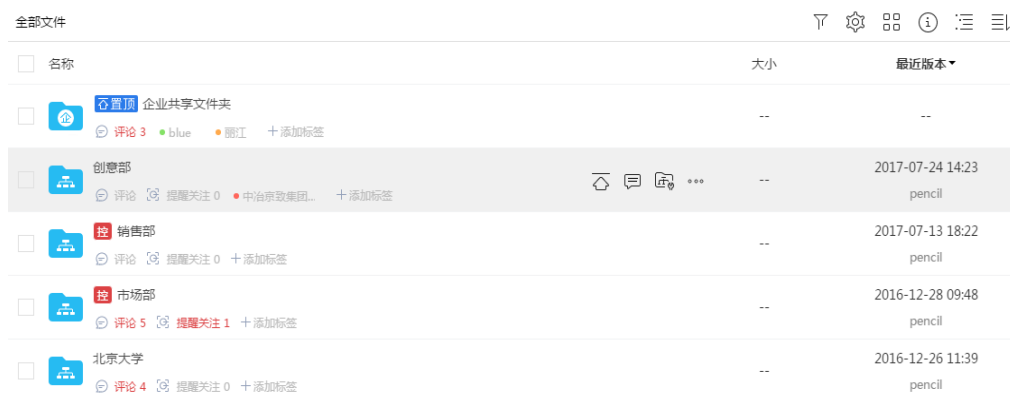 全部文件
名称 大小 最近版本
置顶 企业共享文件夹
企 -- --
评论 3 blue 丽江 添加标签
创意部 2017-07-24 14:23
--
评论 提醒关注 0 中冶京致集团... 添加标签 pencil
控 销售部 2017-07-13 18:22
--
评论 提醒关注 0 添加标签 pencil
控 市场部 2016-12-28 09:48
--
评论 5 提醒关注 1 添加标签 pencil
北京大学 2016-12-26 11:39
--
评论 4 提醒关注 0 添加标签 pencil